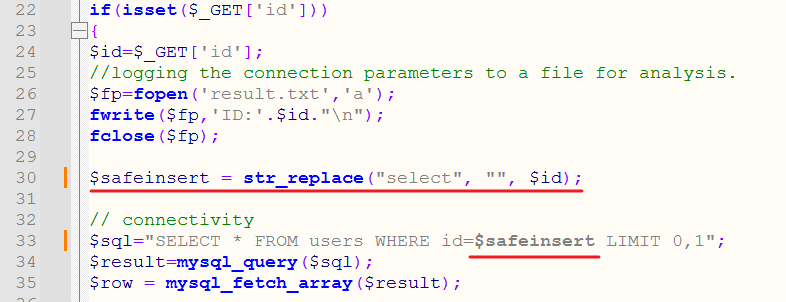 22 if(isset($_GET['id']))
23 {
24 $id=$_GET['id'];
25 //logging the connection parameters to a file for analysis.
26 $fp=fopen('result.txt','a');
27 fwrite($fp,'ID:'.$id."\n");
28 fclose($fp);
29
30 $safeinsert = str_replace("select", "", $id);
31
32 // connectivity
33 $sql="SELECT * FROM users WHERE id=$safeinsert LIMIT 0,1";
34 $result=mysql_query($sql);
35 $row = mysql_fetch_array($result);